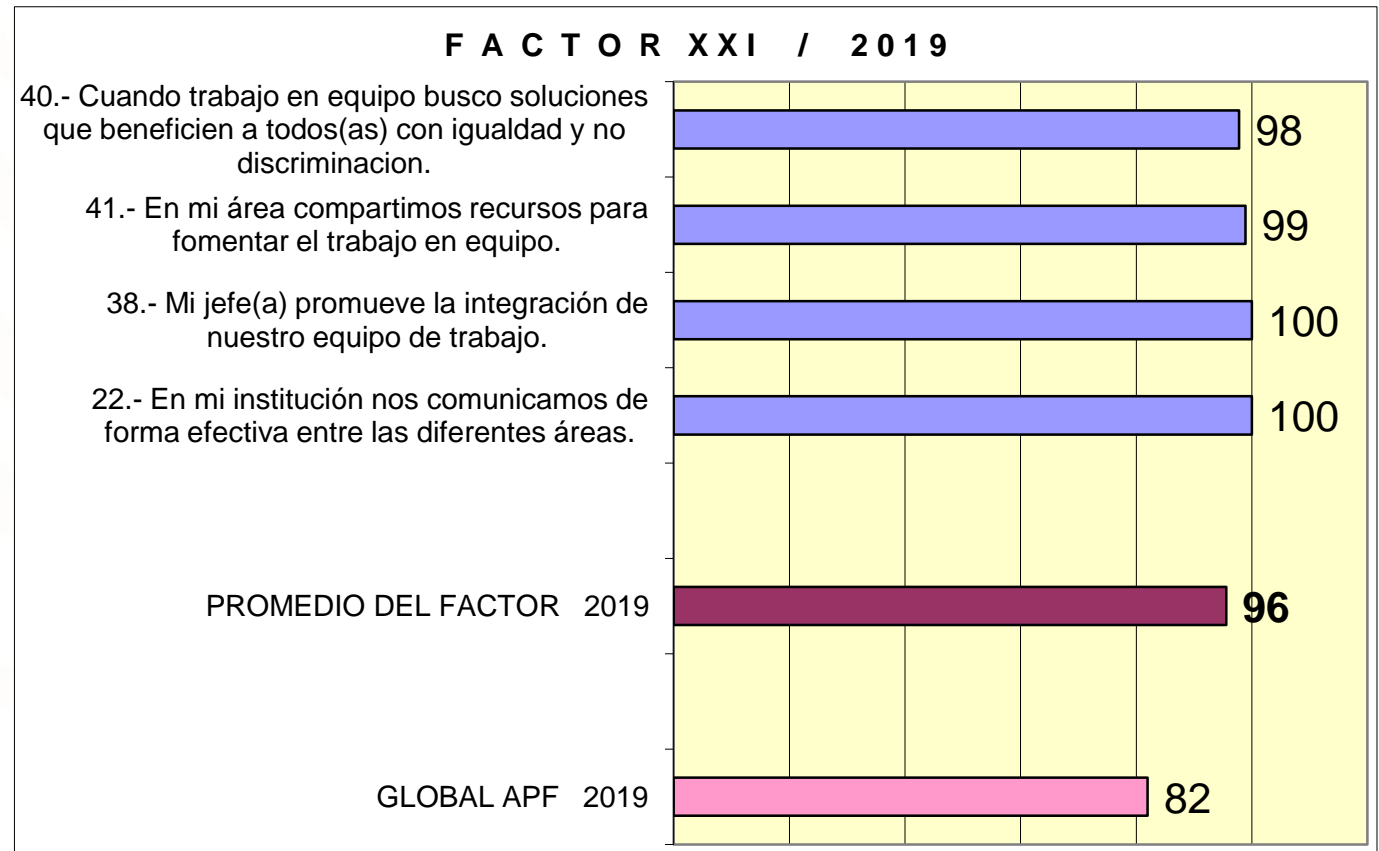 FACTOR XXI / 2019
40.- Cuando trabajo en equipo busco soluciones
que beneficien a todos(as) con igualdad y no
discriminacion.
98
41.- En mi área compartimos recursos para
fomentar el trabajo en equipo.
99
38.- Mi jefe(a) promueve la integración de
nuestro equipo de trabajo.
100
22.- En mi institución nos comunicamos de
forma efectiva entre las diferentes áreas.
100
PROMEDIO DEL FACTOR 2019
96
GLOBAL APF 2019
82